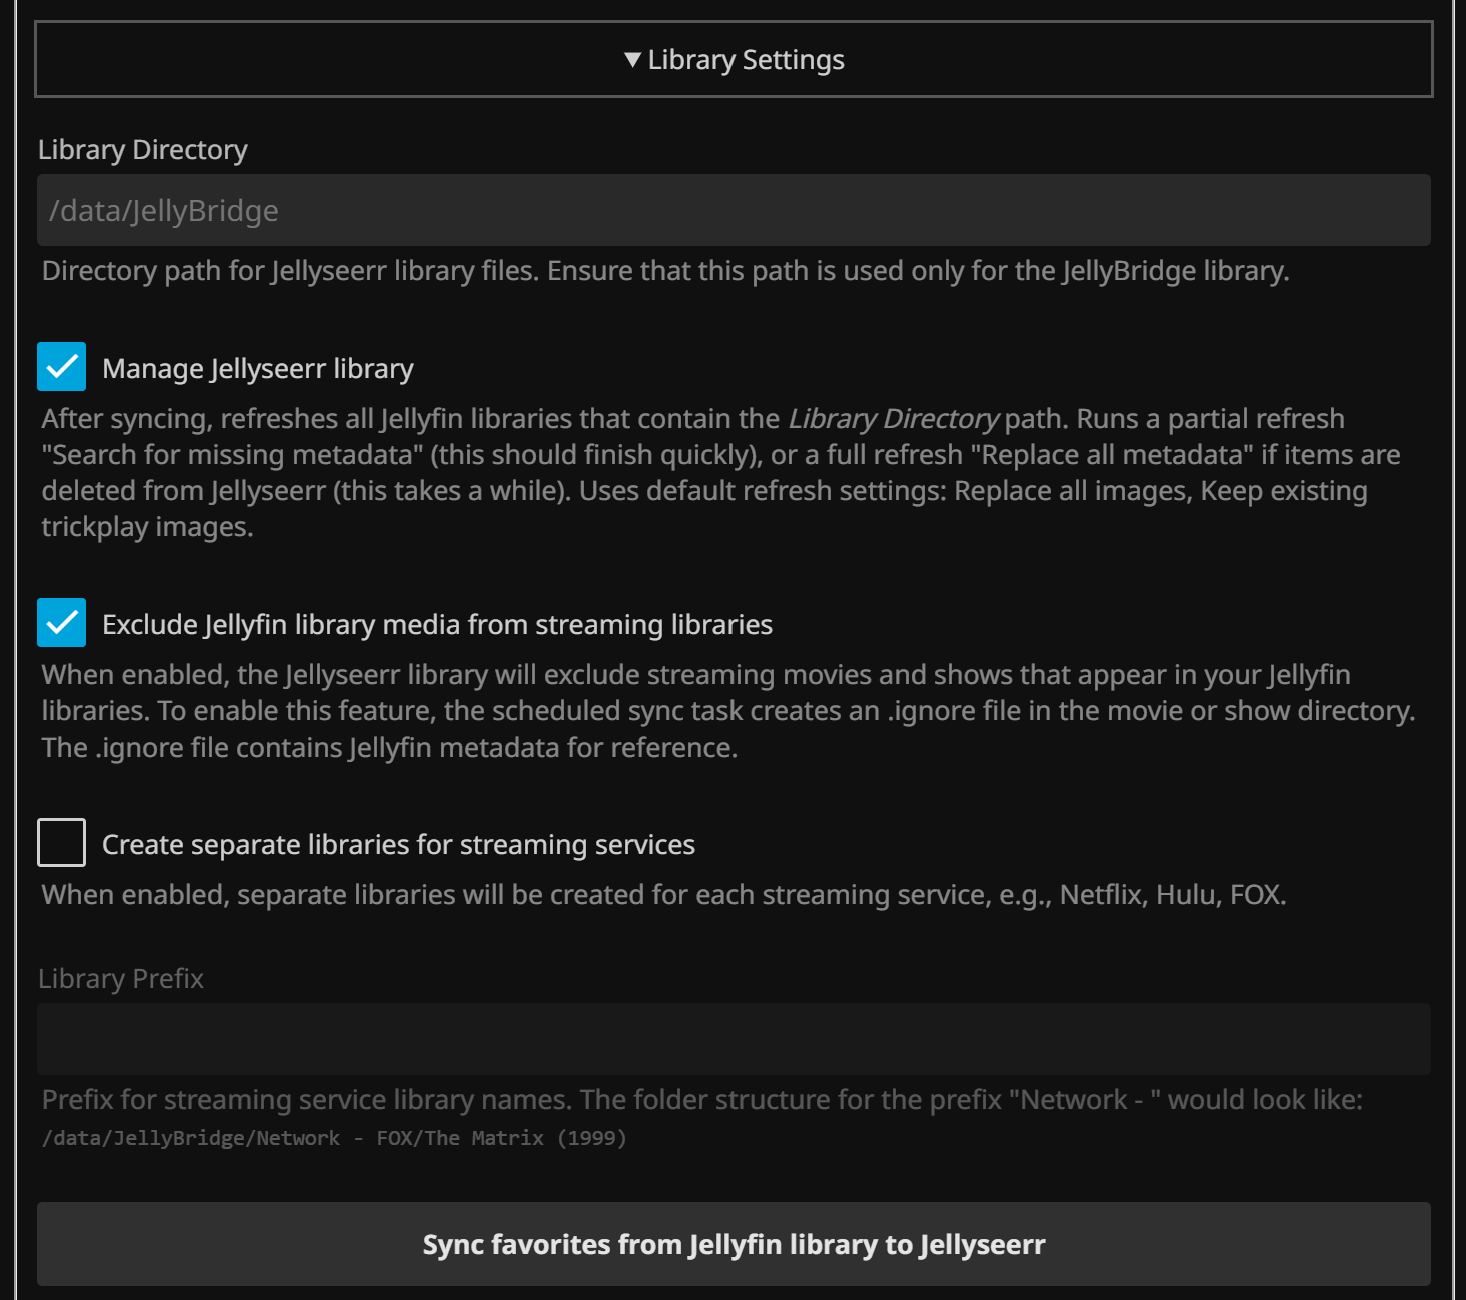 ▼ Library Settings
Library Directory
/data/JellyBridge
Directory path for Jellyseerr library files. Ensure that this path is used only for the JellyBridge library.
Manage Jellyseerr library
After syncing, refreshes all Jellyfin libraries that contain the Library Directory path. Runs a partial refresh
"Search for missing metadata" (this should finish quickly), or a full refresh "Replace all metadata" if items are
deleted from Jellyseerr (this takes a while). Uses default refresh settings: Replace all images, Keep existing
trickplay images.
Exclude Jellyfin library media from streaming libraries
When enabled, the Jellyseerr library will exclude streaming movies and shows that appear in your Jellyfin
libraries. To enable this feature, the scheduled sync task creates an .ignore file in the movie or show directory.
The .ignore file contains Jellyfin metadata for reference.
Create separate libraries for streaming services
When enabled, separate libraries will be created for each streaming service, e.g., Netflix, Hulu, FOX.
Library Prefix
Prefix for streaming service library names. The folder structure for the prefix "Network - " would look like:
/data/JellyBridge/Network - FOX/The Matrix (1999)
Sync favorites from Jellyfin library to Jellyseerr